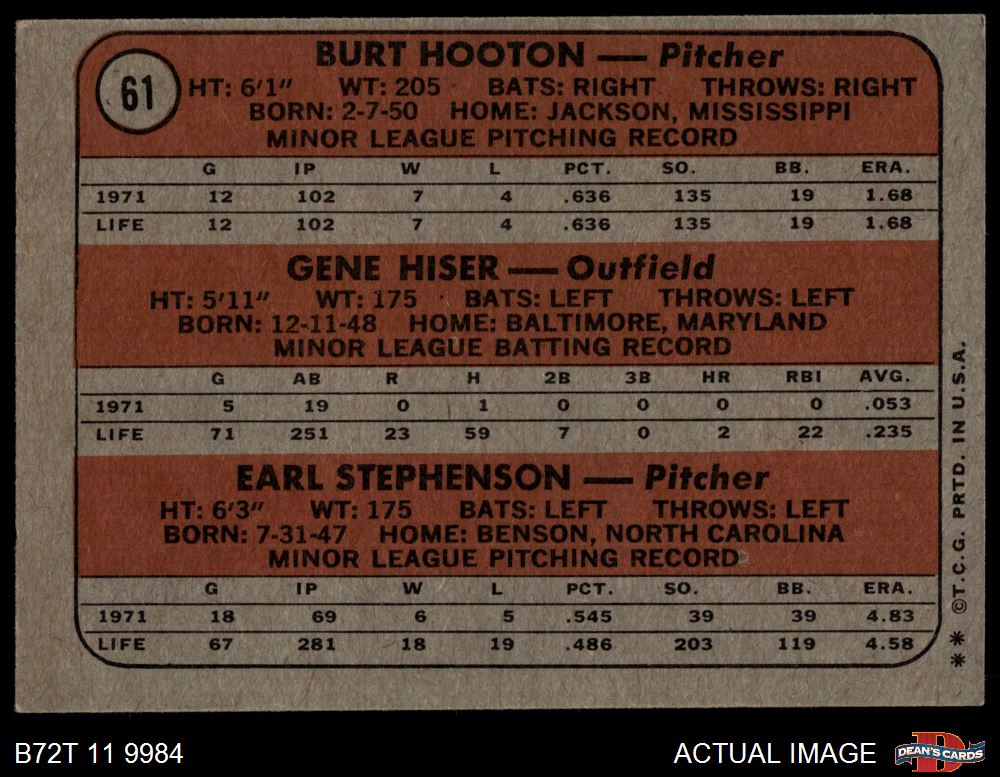 61
BURT HOOTON — Pitcher
HT: 6'1" WT: 205 BATS: RIGHT THROWS: RIGHT
BORN: 2-7-50 HOME: JACKSON, MISSISSIPPI
MINOR LEAGUE PITCHING RECORD
G IP W L PCT. SO. BB. ERA.
1971 12 102 7 4 .636 135 19 1.68
LIFE 12 102 7 4 .636 135 19 1.68
GENE HISER — Outfield
HT: 5'11" WT: 175 BATS: LEFT THROWS: LEFT
BORN: 12-11-48 HOME: BALTIMORE, MARYLAND
MINOR LEAGUE BATTING RECORD
G AB R H 2B 3B HR RBI AVG.
1971 5 19 0 1 0 0 0 0 .053
LIFE 71 251 23 59 7 0 2 22 .235
EARL STEPHENSON — Pitcher
HT: 6'3" WT: 175 BATS: LEFT THROWS: LEFT
BORN: 7-31-47 HOME: BENSON, NORTH CAROLINA
MINOR LEAGUE PITCHING RECORD
G IP W L PCT. SO. BB. ERA.
1971 18 69 6 5 .545 39 39 4.83
LIFE 67 281 18 19 .486 203 119 4.58
** ©T.C.G. PRTD. IN U.S.A.
B72T 11 9984
ACTUAL IMAGE
D
DEAN'S CARDS